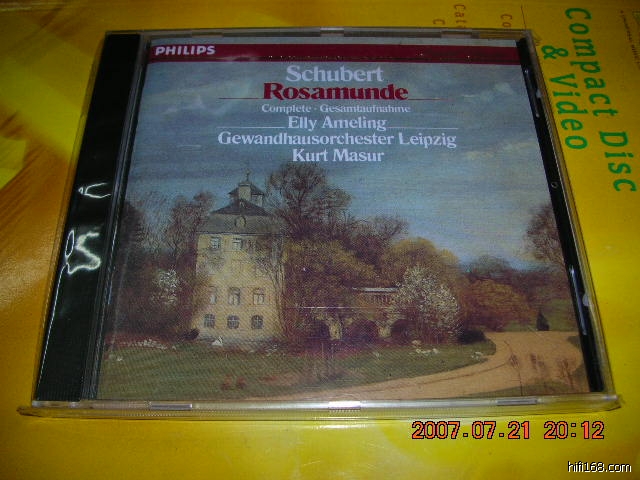 PHILIPS
Schubert
Rosamunde
Complete · Gesamtaufnahme
Elly Ameling
Gewandhausorchester Leipzig
Kurt Masur
Compact Disc
& Video
2007.07.21 20:12
hifi168.com